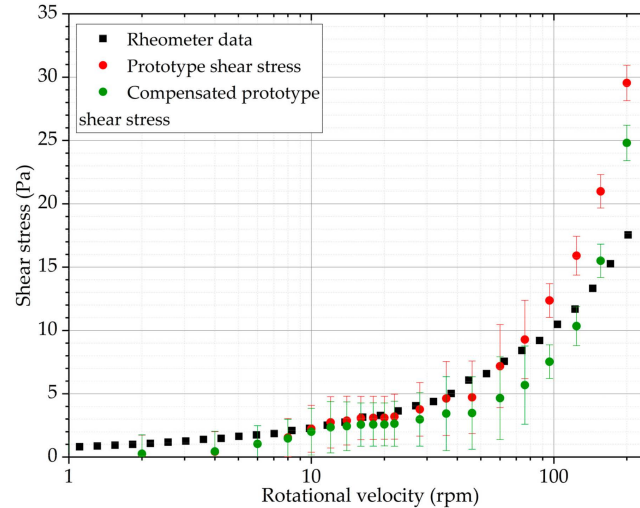 35
30
25
20
15
10
5
0
Shear stress (Pa)
Rheometer data
Prototype shear stress
Compensated prototype
shear stress
1 10 100
Rotational velocity (rpm)